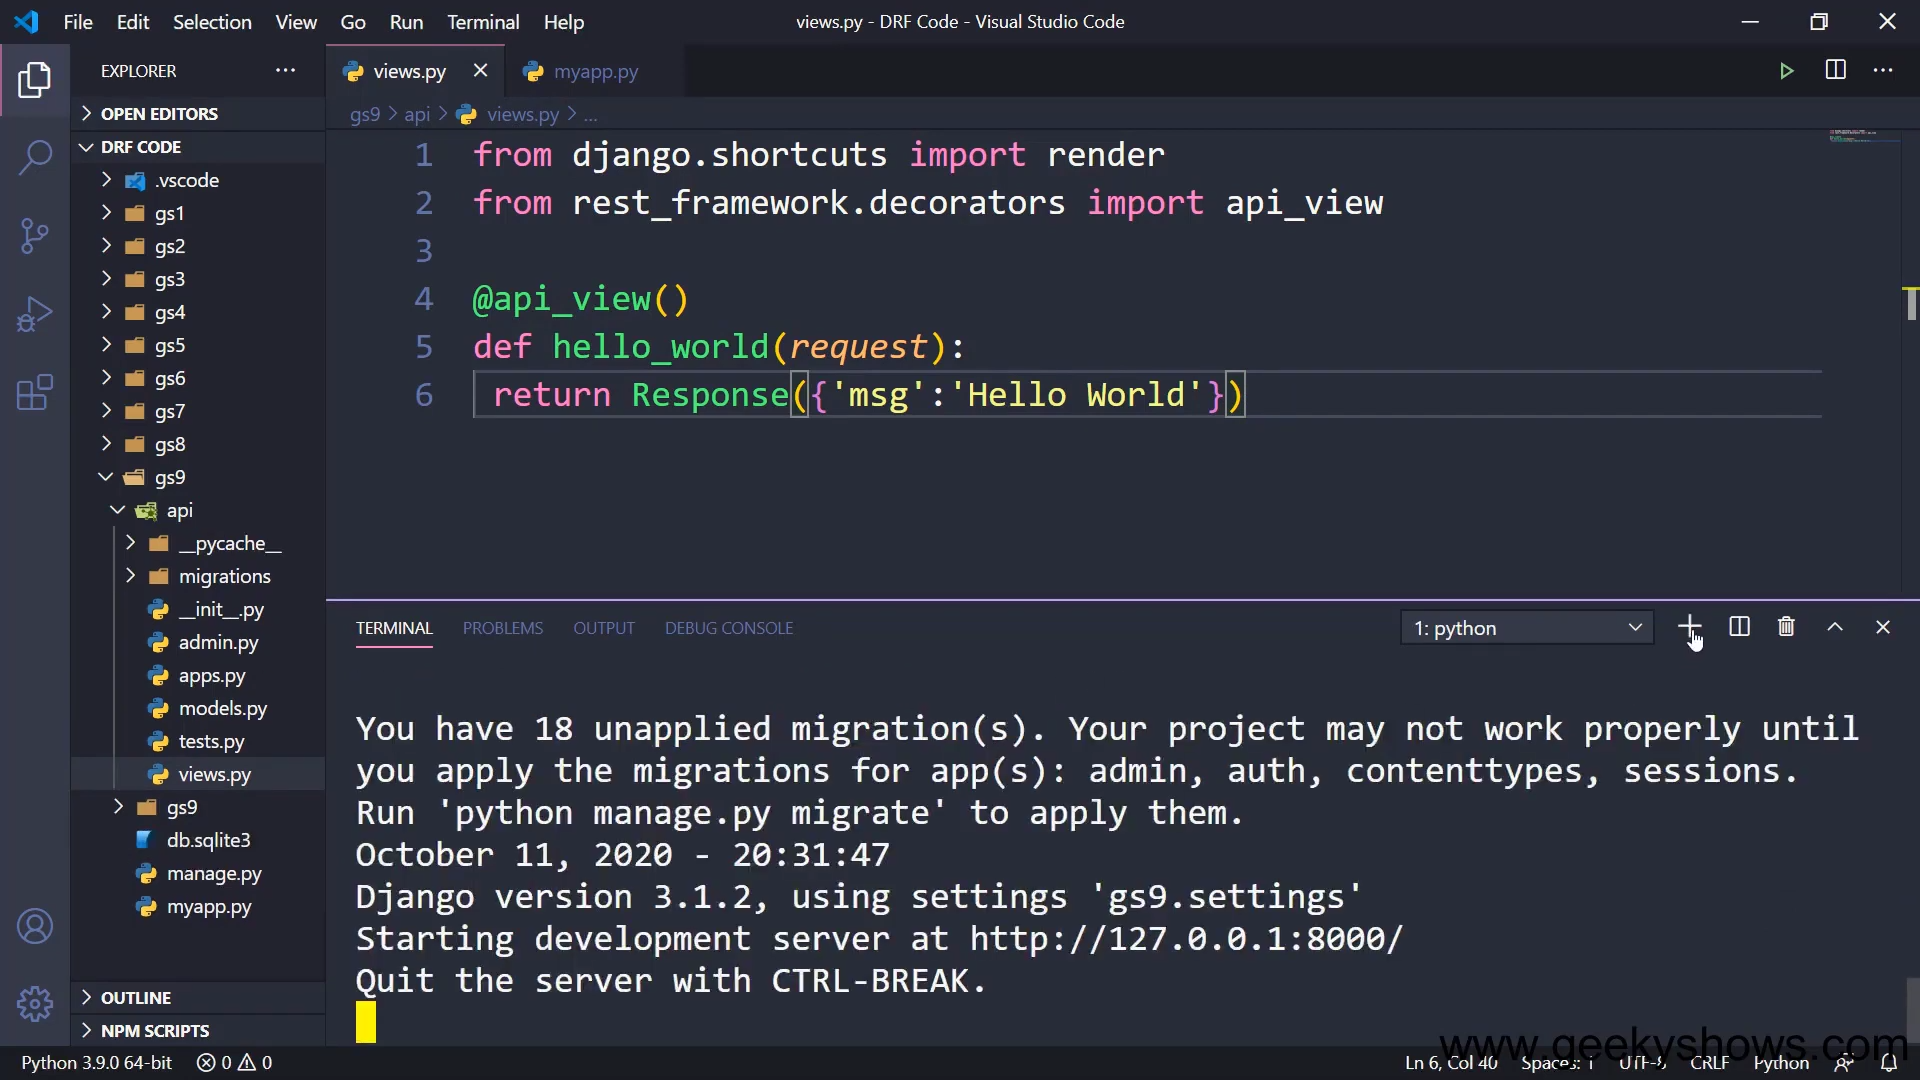 File Edit Selection View Go Run Terminal Help
views.py - DRF Code - Visual Studio Code
EXPLORER
OPEN EDITORS
DRF CODE
.vscode
gs1
gs2
gs3
gs4
gs5
gs6
gs7
gs8
gs9
api
__pycache__
migrations
__init__.py
admin.py
apps.py
models.py
tests.py
views.py
gs9
db.sqlite3
manage.py
myapp.py
OUTLINE
NPM SCRIPTS
views.py myapp.py
gs9 > api > views.py > ...
1 from django.shortcuts import render
2 from rest_framework.decorators import api_view
3
4 @api_view()
5 def hello_world(request):
6 return Response({'msg':'Hello World'})
TERMINAL PROBLEMS OUTPUT DEBUG CONSOLE
1: python
You have 18 unapplied migration(s). Your project may not work properly until
you apply the migrations for app(s): admin, auth, contenttypes, sessions.
Run 'python manage.py migrate' to apply them.
October 11, 2020 - 20:31:47
Django version 3.1.2, using settings 'gs9.settings'
Starting development server at http://127.0.0.1:8000/
Quit the server with CTRL-BREAK.
www.geekyshows.com
Python 3.9.0 64-bit 0 0
Ln 6, Col 40 Spaces: 1 UTF-8 CRLF Python